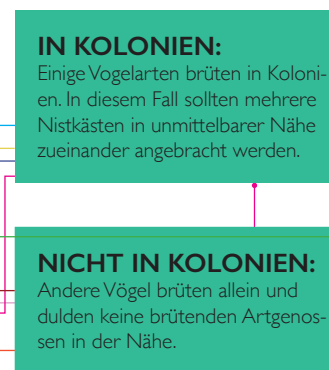 IN KOLONIEN:
Einige Vogelarten brüten in Koloni-
en. In diesem Fall sollten mehrere
Nistkästen in unmittelbarer Nähe
zueinander angebracht werden.
NICHT IN KOLONIEN:
Andere Vögel brüten allein und
dulden keine brütenden Artgenos-
sen in der Nähe.